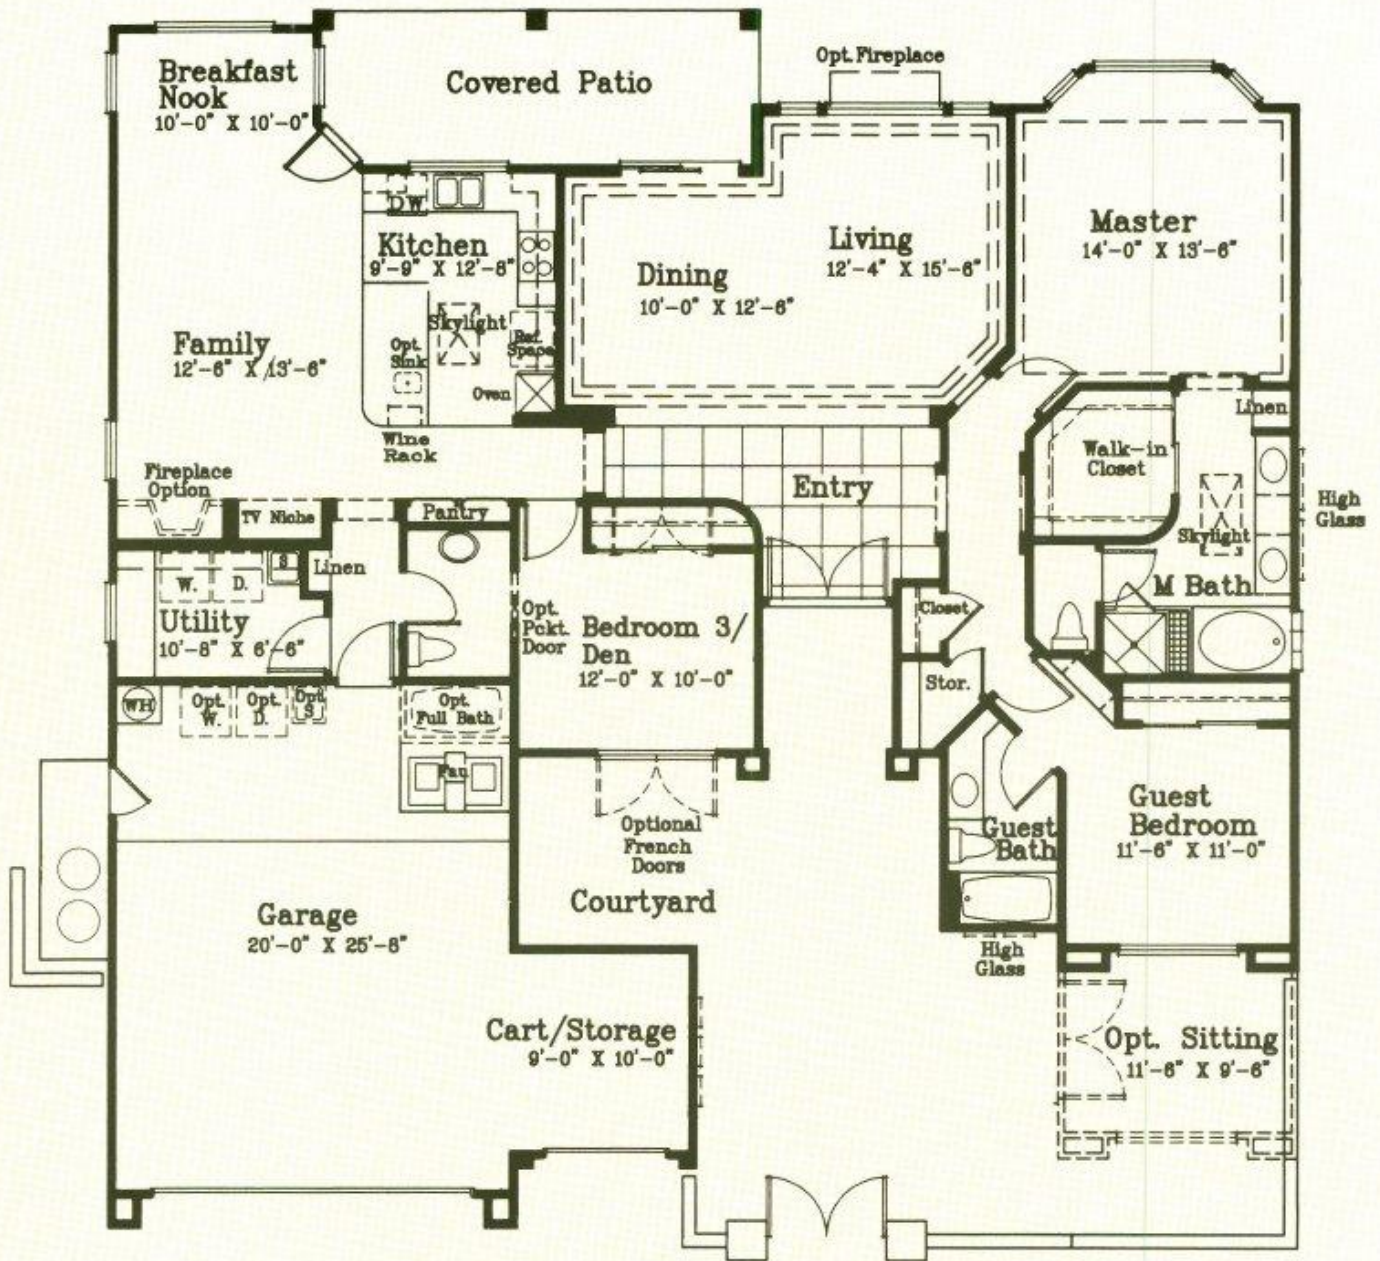 Breakfast
Nook
10'-0" X 10'-0"
Covered Patio
Opt. Fireplace
Master
14'-0" X 13'-6"
Living
12'-4" X 15'-6"
Dining
10'-0" X 12'-6"
D.W.
Kitchen
9'-9" X 12'-8"
Skylight
Opt.
Sink
Ref.
Space
Oven
Wine
Rack
Family
12'-6" X 13'-6"
Fireplace
Option
TV Niche
Pantry
Entry
Walk-in
Closet
Linen
Skylight
High
Glass
M Bath
W.
D.
S
Linen
Utility
10'-8" X 6'-6"
Opt.
Pckt.
Door
Bedroom 3/
Den
12'-0" X 10'-0"
Closet
Stor.
WH
Opt.
W.
Opt.
D.
Opt.
S
Opt.
Full Bath
Fau
Optional
French
Doors
Courtyard
Guest
Bath
High
Glass
Guest
Bedroom
11'-6" X 11'-0"
Garage
20'-0" X 25'-8"
Cart/Storage
9'-0" X 10'-0"
Opt. Sitting
11'-6" X 9'-6"